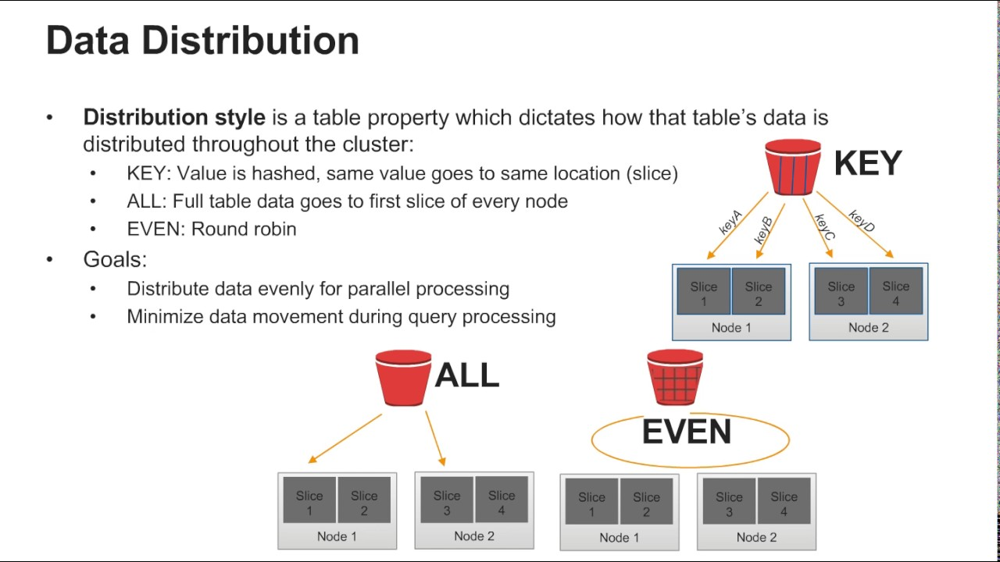 Data Distribution
• Distribution style is a table property which dictates how that table's data is
distributed throughout the cluster:
• KEY: Value is hashed, same value goes to same location (slice)
• ALL: Full table data goes to first slice of every node
• EVEN: Round robin
• Goals:
• Distribute data evenly for parallel processing
• Minimize data movement during query processing
KEY
keyA
keyB
keyC
keyD
Slice
1
Slice
2
Node 1
Slice
3
Slice
4
Node 2
ALL
Slice
1
Slice
2
Node 1
Slice
3
Slice
4
Node 2
EVEN
Slice
1
Slice
2
Node 1
Slice
3
Slice
4
Node 2